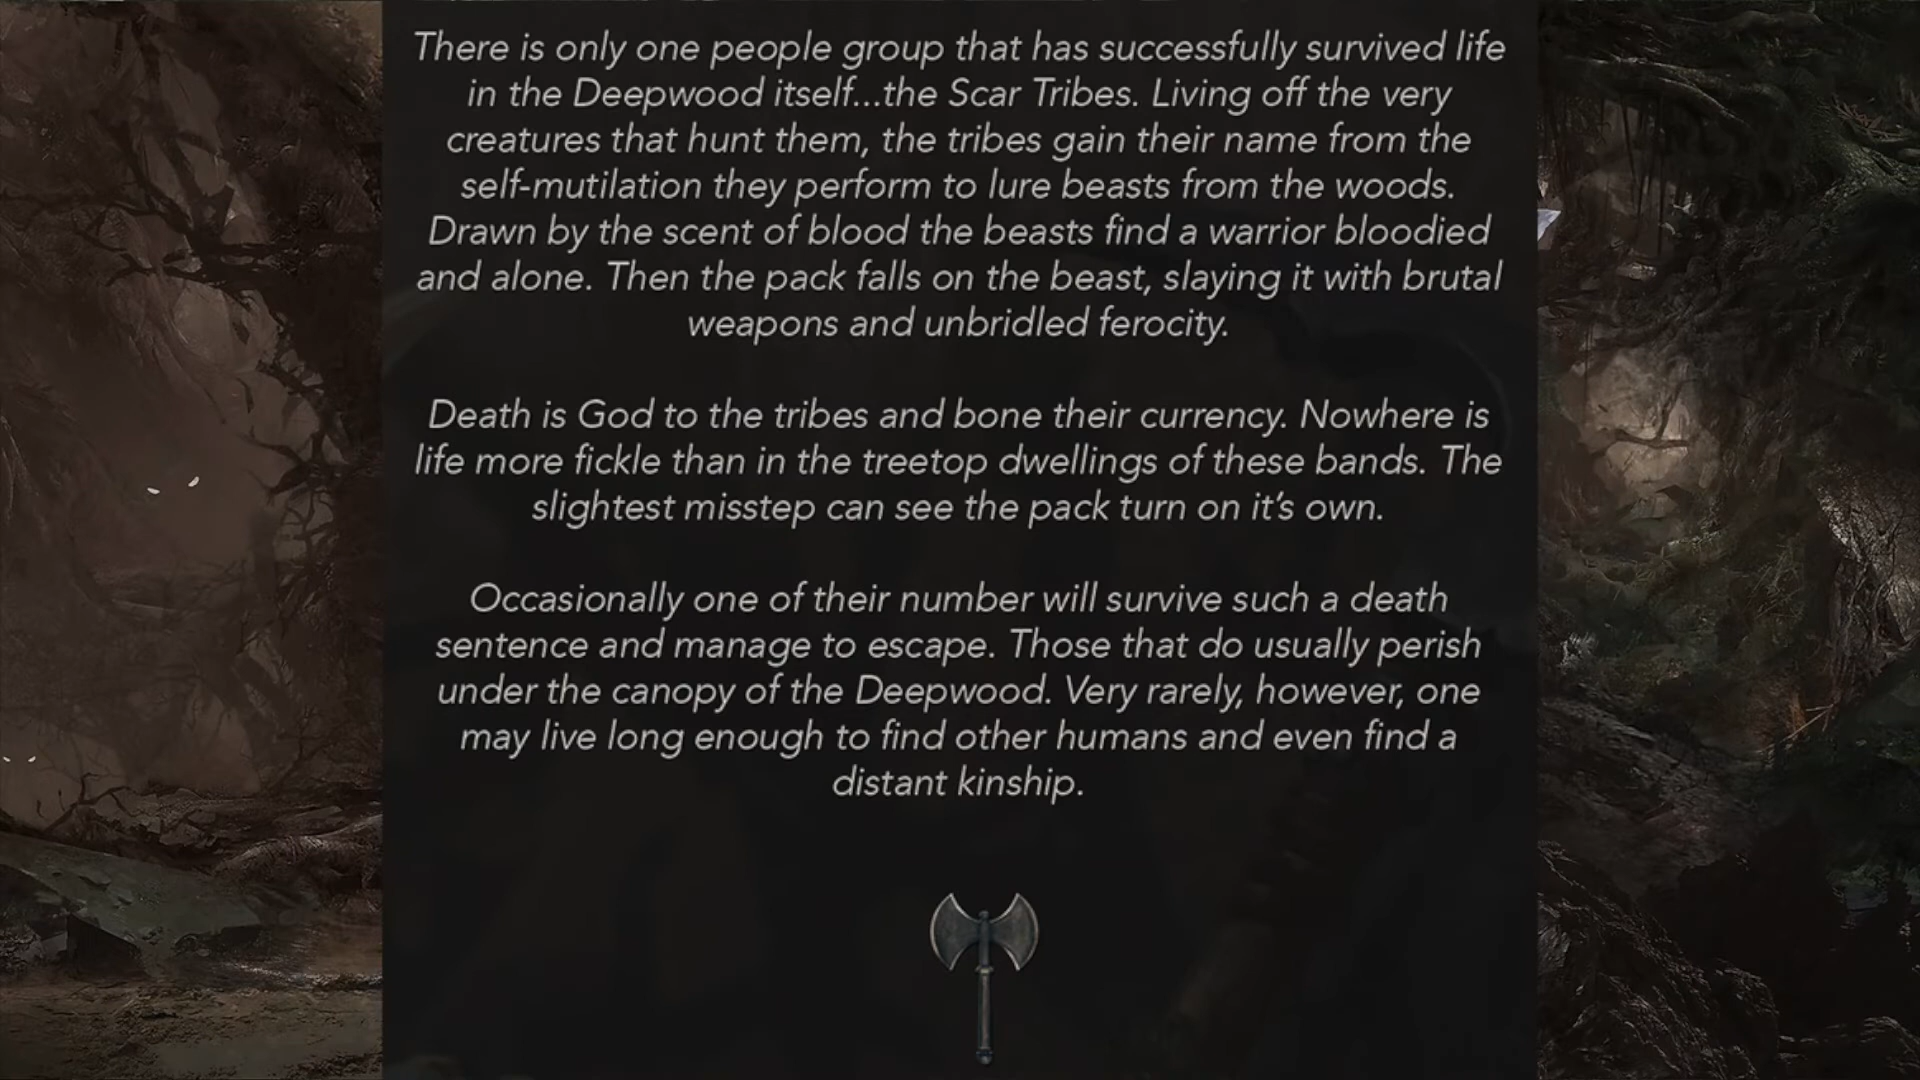 There is only one people group that has successfully survived life
in the Deepwood itself...the Scar Tribes. Living off the very
creatures that hunt them, the tribes gain their name from the
self-mutilation they perform to lure beasts from the woods.
Drawn by the scent of blood the beasts find a warrior bloodied
and alone. Then the pack falls on the beast, slaying it with brutal
weapons and unbridled ferocity.
Death is God to the tribes and bone their currency. Nowhere is
life more fickle than in the treetop dwellings of these bands. The
slightest misstep can see the pack turn on it's own.
Occasionally one of their number will survive such a death
sentence and manage to escape. Those that do usually perish
under the canopy of the Deepwood. Very rarely, however, one
may live long enough to find other humans and even find a
distant kinship.